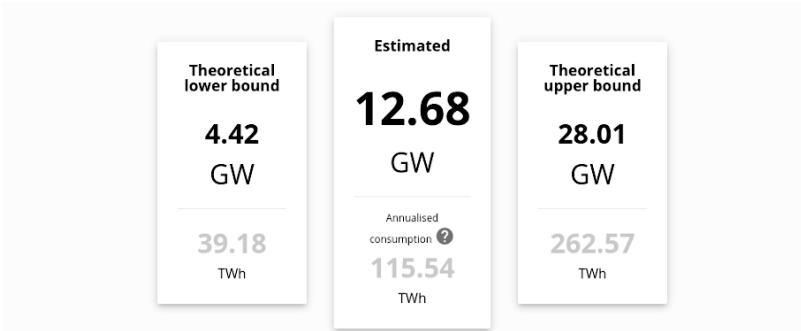 Theoretical
lower bound
4.42
GW
39.18
TWh
Estimated
12.68
GW
Annualised
consumption ?
115.54
TWh
Theoretical
upper bound
28.01
GW
262.57
TWh